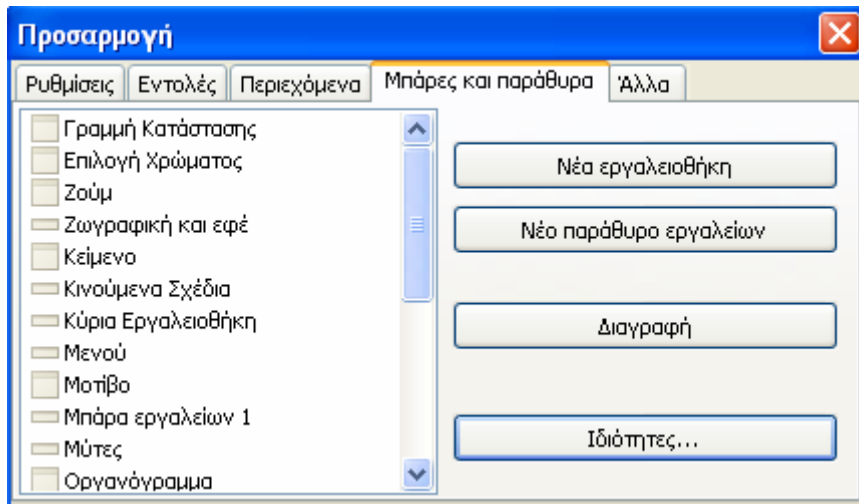 Προσαρμογή
Ρυθμίσεις Εντολές Περιεχόμενα Μπάρες και παράθυρα Άλλα
Γραμμή Κατάστασης
Επιλογή Χρώματος
Ζούμ
Ζωγραφική και εφέ
Κείμενο
Κινούμενα Σχέδια
Κύρια Εργαλειοθήκη
Μενού
Μοτίβο
Μπάρα εργαλείων 1
Μύτες
Οργανόγραμμα
Νέα εργαλειοθήκη
Νέο παράθυρο εργαλείων
Διαγραφή
Ιδιότητες...